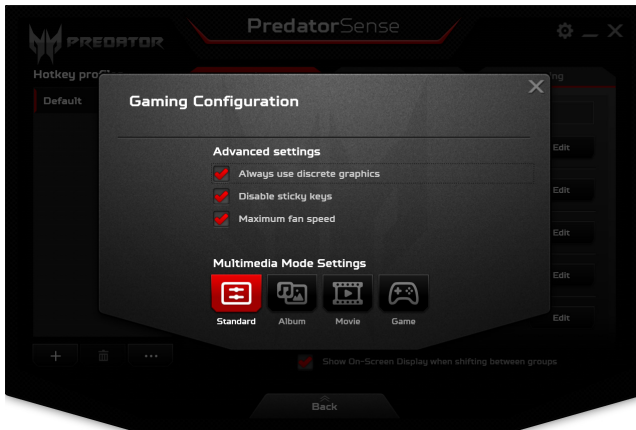 PREDATOR
PredatorSense
Hotkey pro
Default
Gaming Configuration
Advanced settings
Always use discrete graphics
Disable sticky keys
Maximum fan speed
Multimedia Mode Settings
Standard Album Movie Game
Edit
Edit
Edit
Edit
Edit
Show On-Screen Display when shifting between groups
Back